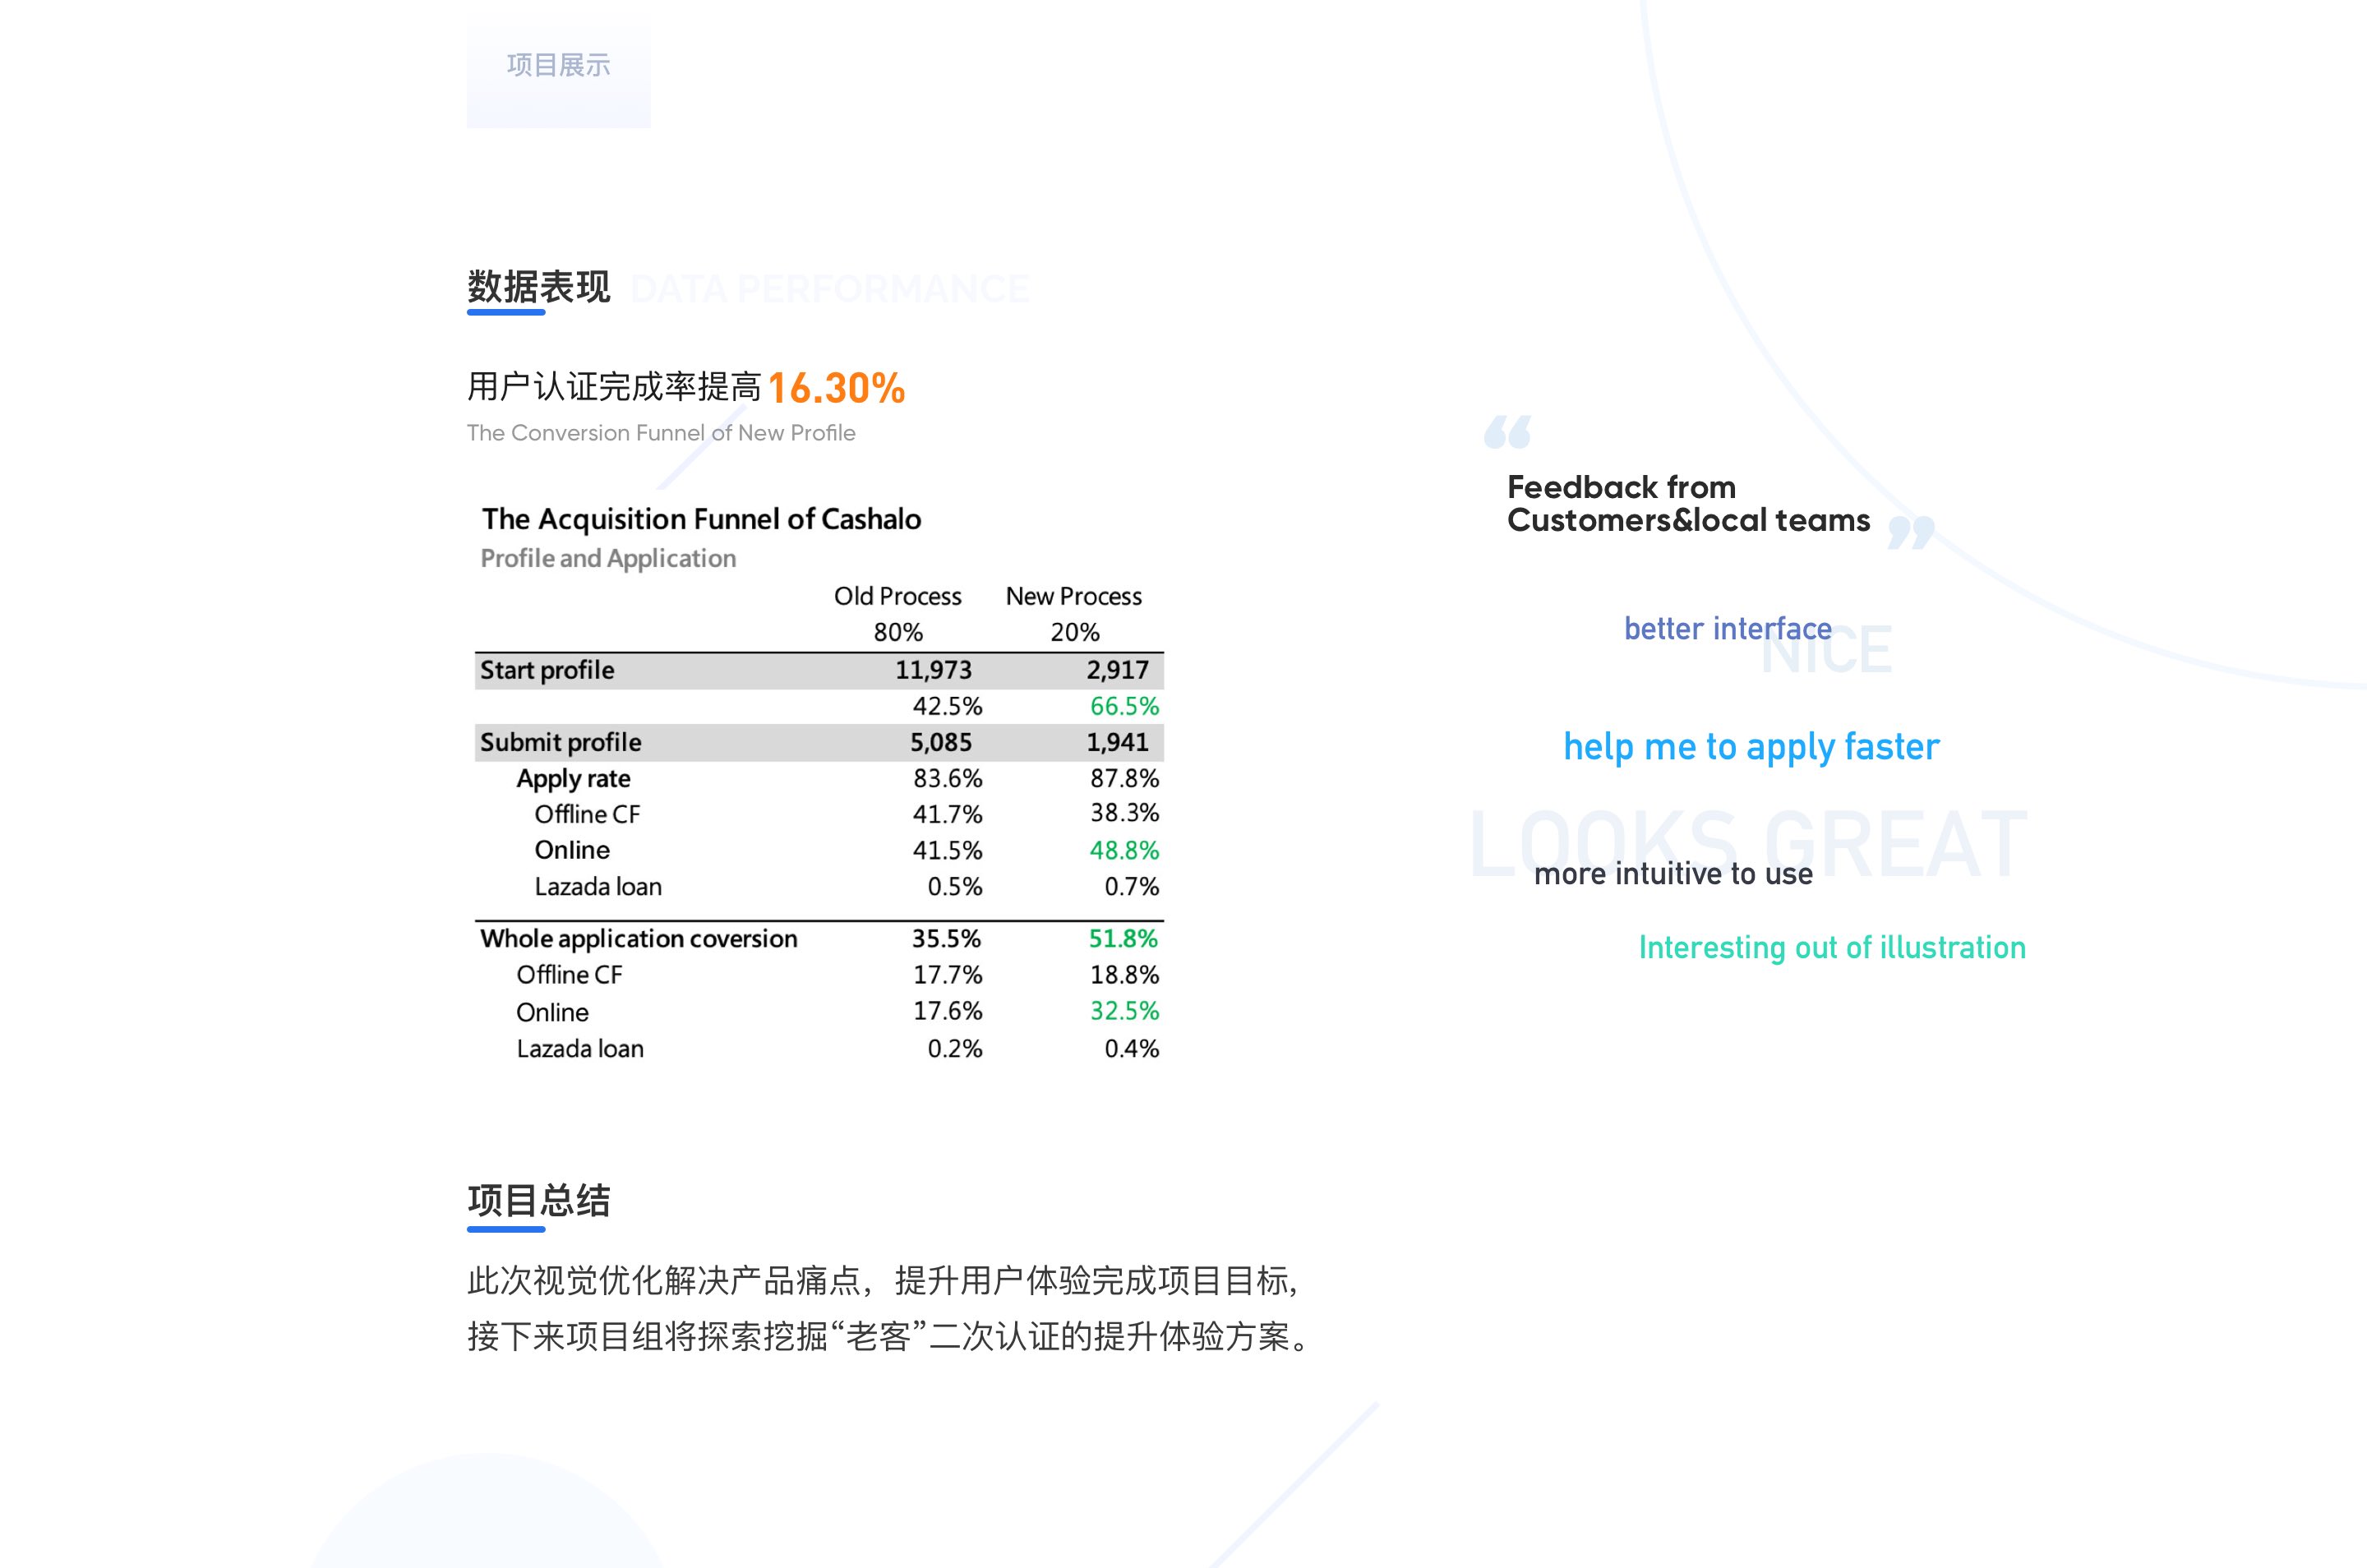 项目展示
数据表现 DATA PERFORMANCE
用户认证完成率提高16.30%
The Conversion Funnel of New Profile
The Acquisition Funnel of Cashalo
Profile and Application
Old Process New Process
80% 20%
Start profile 11,973 2,917
42.5% 66.5%
Submit profile 5,085 1,941
Apply rate 83.6% 87.8%
Offline CF 41.7% 38.3%
Online 41.5% 48.8%
Lazada loan 0.5% 0.7%
Whole application coversion 35.5% 51.8%
Offline CF 17.7% 18.8%
Online 17.6% 32.5%
Lazada loan 0.2% 0.4%
“
Feedback from
Customers&local teams ”
better interface
NICE
help me to apply faster
LOOKS GREAT
more intuitive to use
Interesting out of illustration
项目总结
此次视觉优化解决产品痛点，提升用户体验完成项目目标，
接下来项目组将探索挖掘“老客”二次认证的提升体验方案。